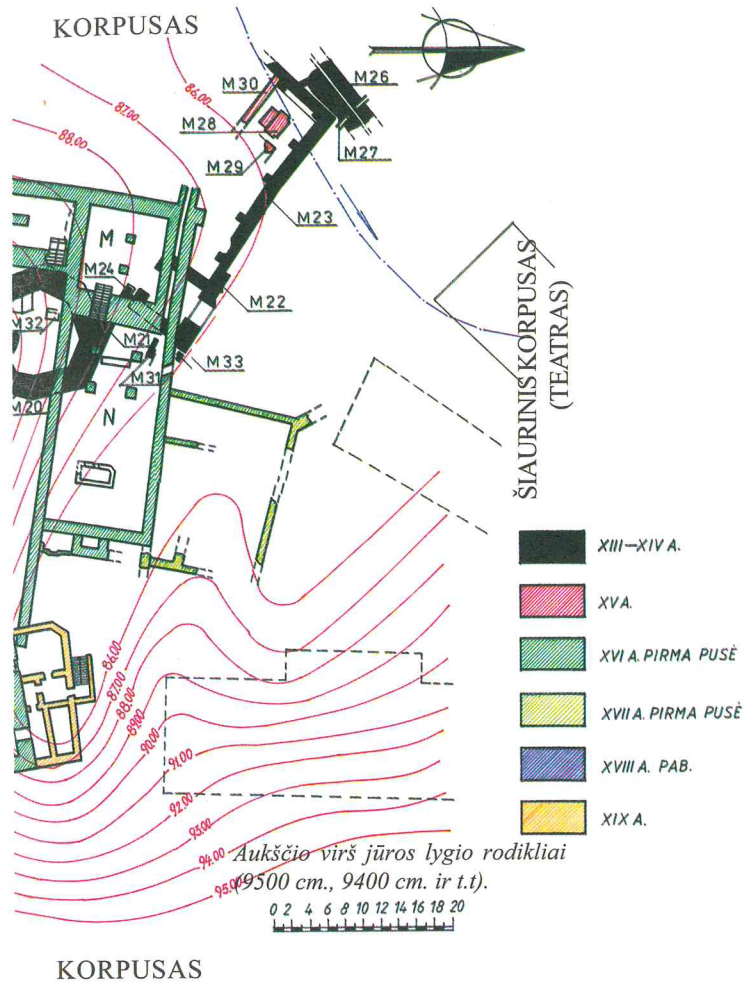 KORPUSAS
M30
M26
86.00
87.00
M28
88.00
M27
M29
M23
M
M24
M22
M32
M21
M33
M31
M20
N
ŠIAURINIS KORPUSAS
(TEATRAS)
XIII–XIV A.
XV A.
XVI A. PIRMA PUSĖ
XVII A. PIRMA PUSĖ
XVIII A. PAB.
XIX A.
86.00
87.00
88.00
89.00
90.00
91.00
92.00
93.00
94.00
95.00
Aukščio virš jūros lygio rodikliai
(9500 cm., 9400 cm. ir t.t).
0 2 4 6 8 10 12 14 16 18 20
KORPUSAS